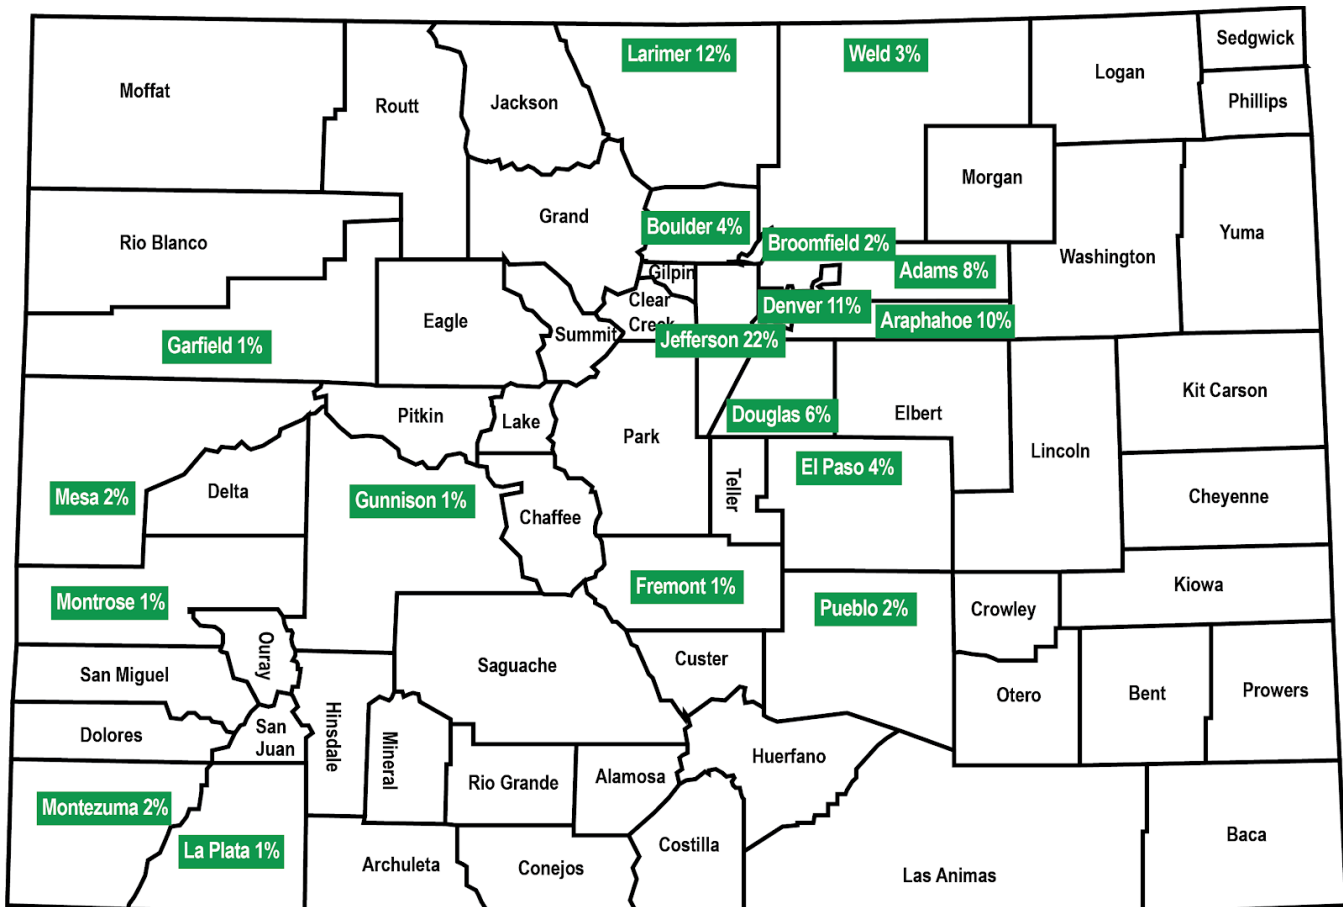 Sedgwick
Larimer 12%
Weld 3%
Logan
Moffat
Phillips
Routt
Jackson
Morgan
Grand
Boulder 4%
Yuma
Rio Blanco
Broomfield 2%
Washington
Gilpin
Adams 8%
Clear
Creek
Denver 11%
Eagle
Araphahoe 10%
Summit
Jefferson 22%
Garfield 1%
Kit Carson
Pitkin
Lake
Park
Douglas 6%
Elbert
Lincoln
El Paso 4%
Teller
Mesa 2%
Delta
Gunnison 1%
Cheyenne
Chaffee
Fremont 1%
Kiowa
Montrose 1%
Pueblo 2%
Crowley
Ouray
Saguache
Custer
San Miguel
Otero
Bent
Prowers
Dolores
San
Juan
Hinsdale
Mineral
Huerfano
Rio Grande
Alamosa
Montezuma 2%
La Plata 1%
Costilla
Baca
Archuleta
Conejos
Las Animas